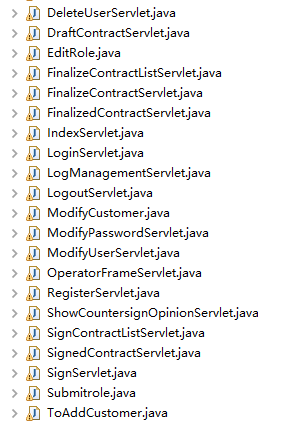 DeleteUserServlet.java
DraftContractServlet.java
EditRole.java
FinalizeContractListServlet.java
FinalizeContractServlet.java
FinalizedContractServlet.java
IndexServlet.java
LoginServlet.java
LogManagementServlet.java
LogoutServlet.java
ModifyCustomer.java
ModifyPasswordServlet.java
ModifyUserServlet.java
OperatorFrameServlet.java
RegisterServlet.java
ShowCountersignOpinionServlet.java
SignContractListServlet.java
SignedContractServlet.java
SignServlet.java
Submitrole.java
ToAddCustomer.java